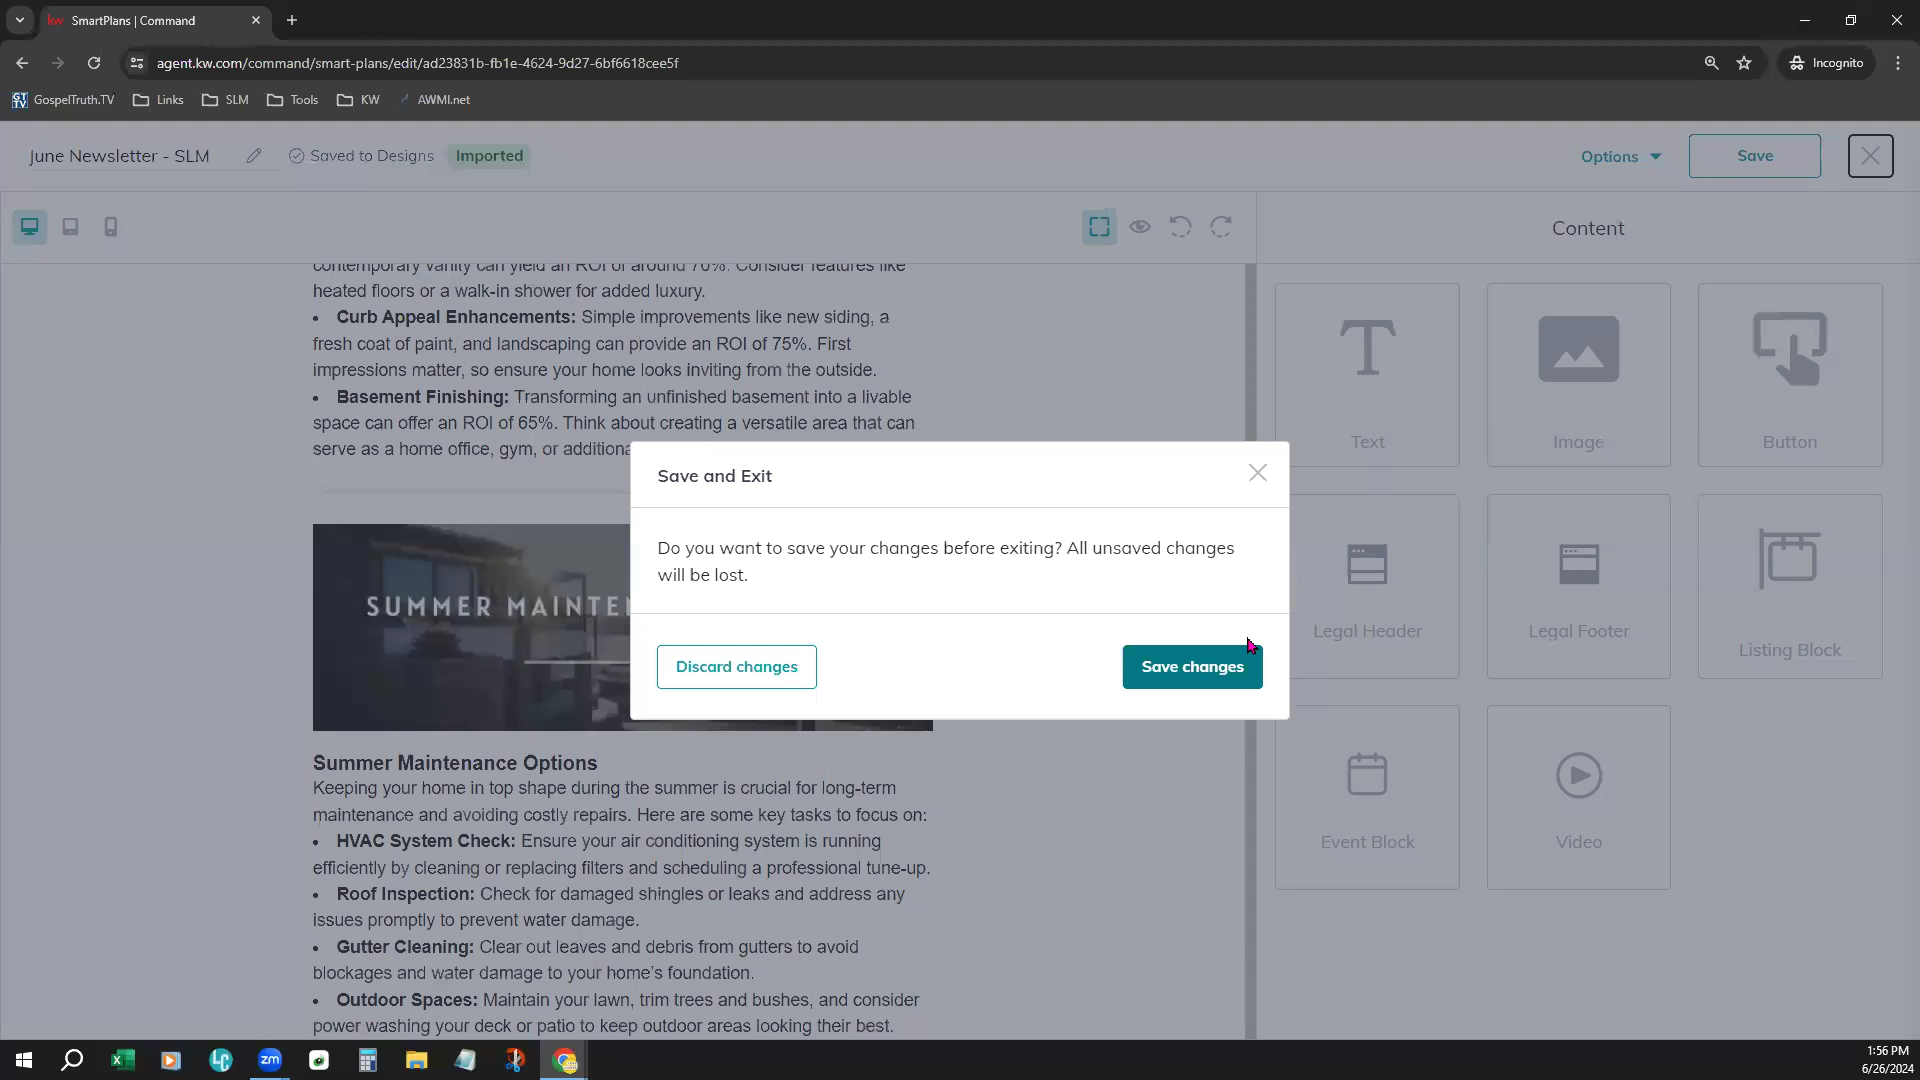 kw SmartPlans | Command
agent.kw.com/command/smart-plans/edit/ad23831b-fb1e-4624-9d27-6bf6618cee5f
Incognito
GT TV GospelTruth.TV Links SLM Tools KW AWMI.net
June Newsletter - SLM Saved to Designs Imported Options Save
Content
contemporary vanity can yield an ROI of around 70%. Consider features like
heated floors or a walk-in shower for added luxury.
• Curb Appeal Enhancements: Simple improvements like new siding, a
fresh coat of paint, and landscaping can provide an ROI of 75%. First
impressions matter, so ensure your home looks inviting from the outside.
• Basement Finishing: Transforming an unfinished basement into a livable
space can offer an ROI of 65%. Think about creating a versatile area that can
serve as a home office, gym, or additiona
Text
Image
Button
Save and Exit
Do you want to save your changes before exiting? All unsaved changes
will be lost.
Discard changes
Save changes
SUMMER MAINTEN
Legal Header
Legal Footer
Listing Block
Summer Maintenance Options
Keeping your home in top shape during the summer is crucial for long-term
maintenance and avoiding costly repairs. Here are some key tasks to focus on:
• HVAC System Check: Ensure your air conditioning system is running
efficiently by cleaning or replacing filters and scheduling a professional tune-up.
• Roof Inspection: Check for damaged shingles or leaks and address any
issues promptly to prevent water damage.
• Gutter Cleaning: Clear out leaves and debris from gutters to avoid
blockages and water damage to your home's foundation.
• Outdoor Spaces: Maintain your lawn, trim trees and bushes, and consider
power washing your deck or patio to keep outdoor areas looking their best.
Event Block
Video
LC
zm
1:56 PM
6/26/2024